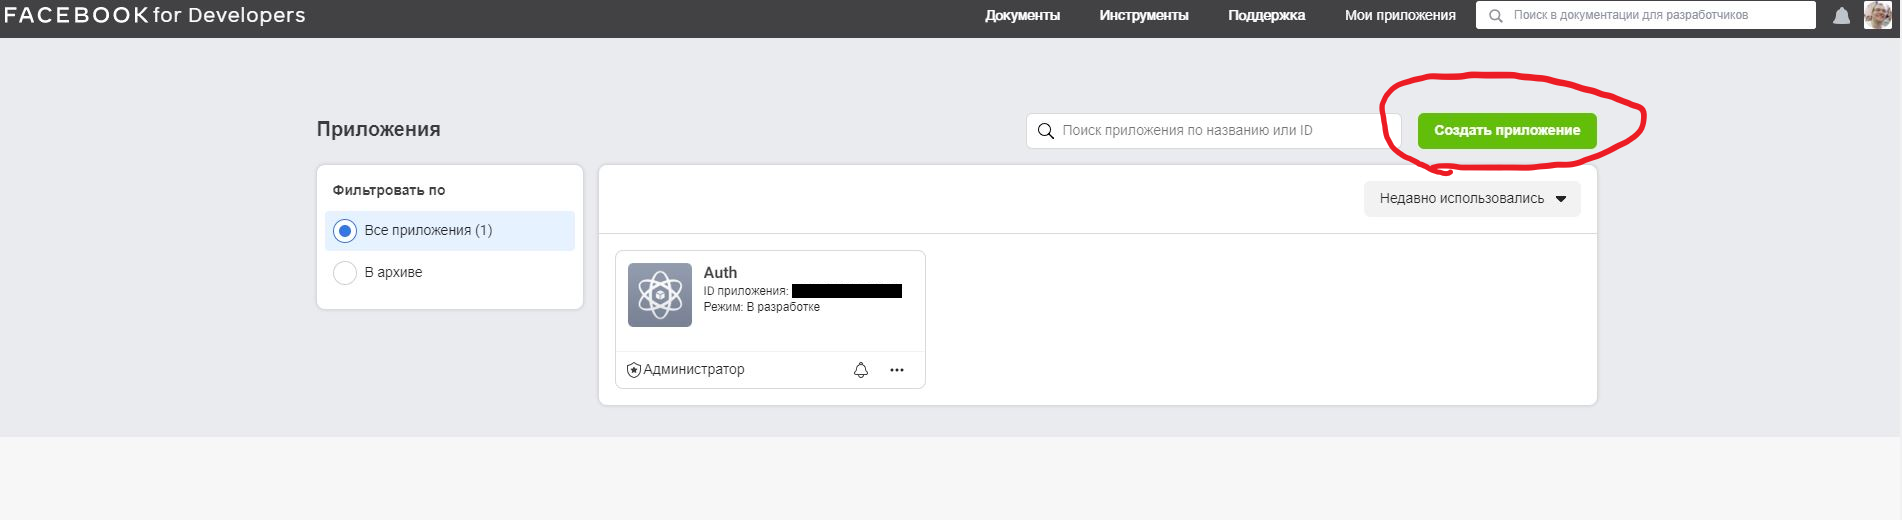 FACEBOOK for Developers
Документы
Инструменты
Поддержка
Мои приложения
Поиск в документации для разработчиков
Приложения
Поиск приложения по названию или ID
Создать приложение
Фильтровать по
Все приложения (1)
В архиве
Недавно использовались
Auth
ID приложения:
Режим: В разработке
Администратор